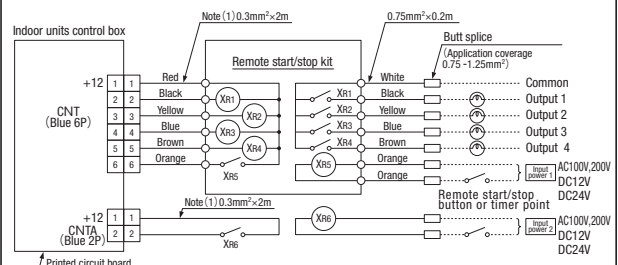 Note (1) 0.3mm²×2m
0.75mm²×0.2m
Indoor units control box
Butt splice
(Application coverage
0.75 -1.25mm²)
Remote start/stop kit
+12 1 1 Red White Common
2 2 Black XR1 XR1 Black Output 1
CNT
(Blue 6P)
3 3 Yellow XR2 XR2 Yellow Output 2
4 4 Blue XR3 XR3 Blue Output 3
5 5 Brown XR4 XR4 Brown Output 4
6 6 Orange XR5 XR5 Orange
Input power 1
AC100V,200V
DC12V
DC24V
Orange
Remote start/stop
button or timer point
Note(1) 0.3mm²×2m
+12 1 1
CNTA
(Blue 2P)
2 2
XR6
XR6
Input power 2
AC100V,200V
DC12V
DC24V
Printed circuit board